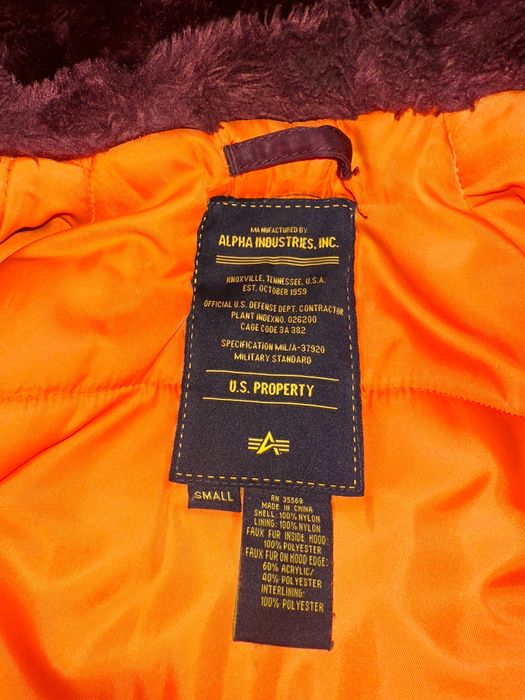 MANUFACTURED BY
ALPHA INDUSTRIES, INC.
KNOXVILLE, TENNESSEE, U.S.A.
EST. OCTOBER 1959
OFFICIAL U.S. DEFENSE DEPT. CONTRACTOR
PLANT INDEXNO. 026200
CAGE CODE 3A 382
SPECIFICATION MIL/A-37920
MILITARY STANDARD
U.S. PROPERTY
SMALL
RN 35569
MADE IN CHINA
SHELL: 100% NYLON
LINING: 100% NYLON
FAUX FUR INSIDE HOOD:
100% POLYESTER
FAUX FUR ON HOOD EDGE:
60% ACRYLIC/
40% POLYESTER
INTERLINING:
100% POLYESTER